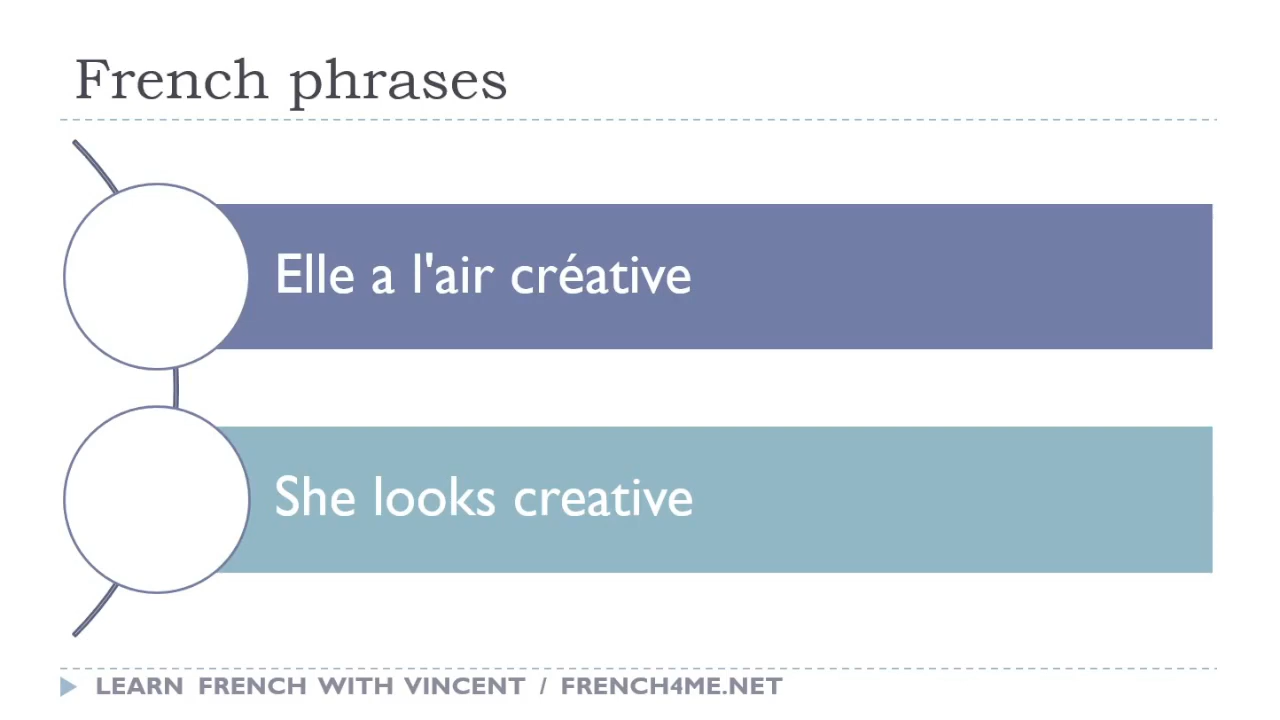 French phrases
Elle a l'air créative
She looks creative
LEARN FRENCH WITH VINCENT / FRENCH4ME.NET